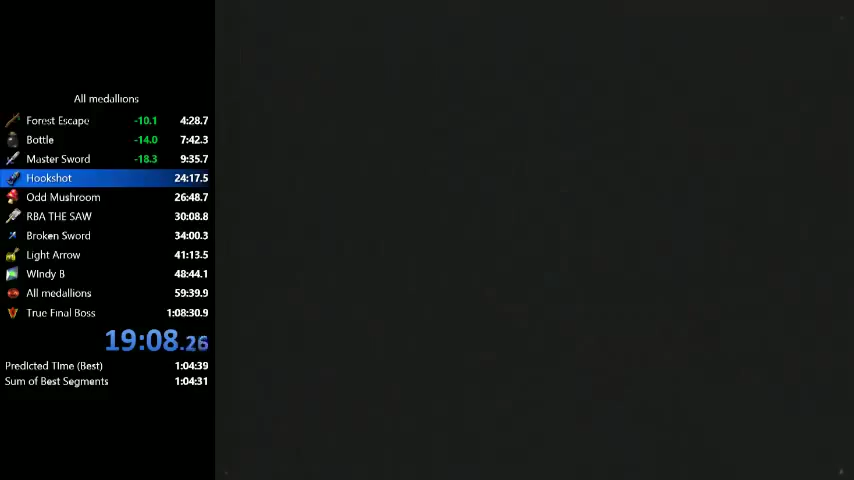 All medallions
Forest Escape -10.1 4:28.7
Bottle -14.0 7:42.3
Master Sword -18.3 9:35.7
Hookshot 24:17.5
Odd Mushroom 26:48.7
RBA THE SAW 30:08.8
Broken Sword 34:00.3
Light Arrow 41:13.5
WIndy B 48:44.1
All medallions 59:39.9
True Final Boss 1:08:30.9
19:08.26
Predicted Time (Best) 1:04:39
Sum of Best Segments 1:04:31